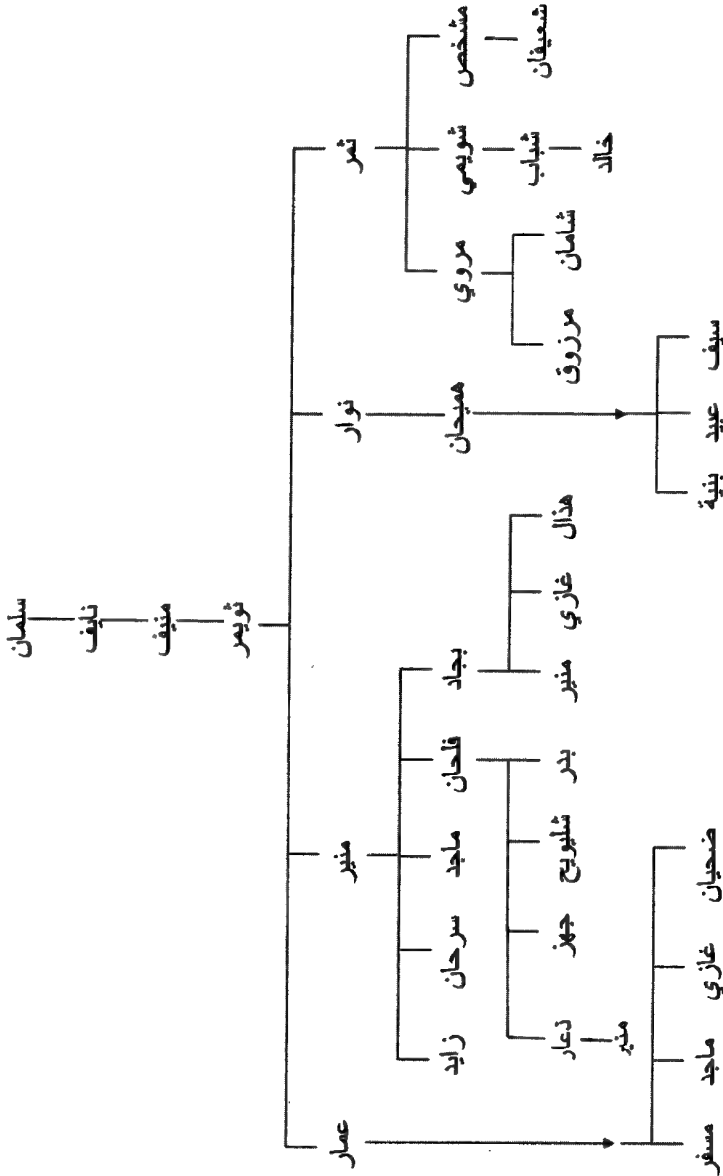 سلمان
نايف
منيف
ثويمر
ثمر
نوار
منير
عمار
مشخص
شويمي
مروي
هميجان
بجاد
فلحان
ماجد
سرحان
زايد
شعيفان
شباب
شامان
مرزوق
هذال
غازي
منير
بدر
شليويح
جهز
ذعار
خالد
منير
سيف
عبيد
بنية
ضحيان
غازي
ماجد
مسفر